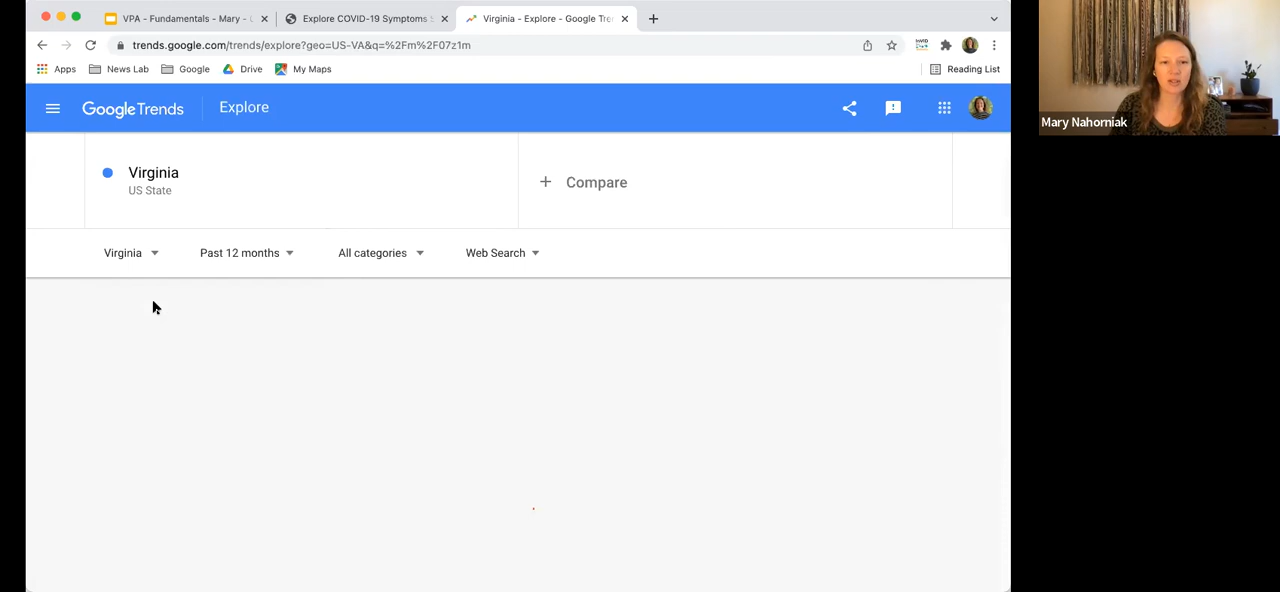 VPA - Fundamentals - Mary -
Explore COVID-19 Symptoms
Virginia - Explore - Google Tre
trends.google.com/trends/explore?geo=US-VA&q=%2Fm%2F07z1m
Apps News Lab Google Drive My Maps Reading List
Google Trends Explore
Mary Nahorniak
Virginia
US State
+ Compare
Virginia Past 12 months All categories Web Search